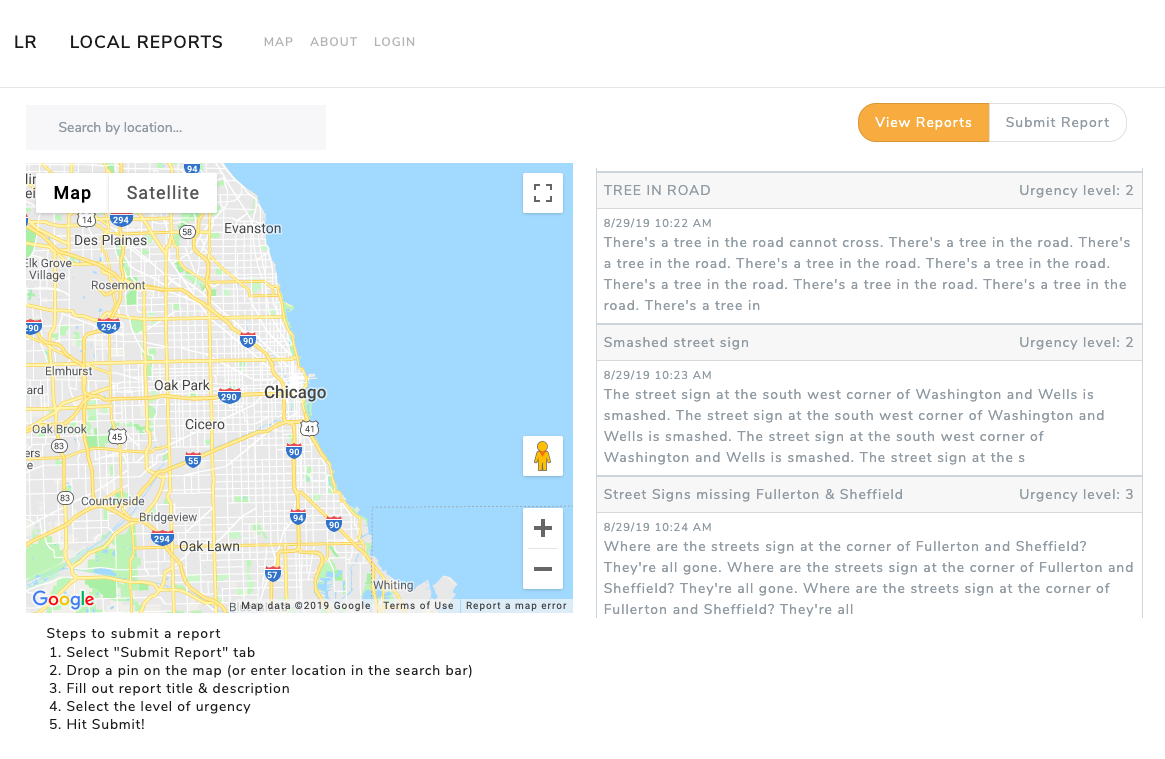 LR LOCAL REPORTS MAP ABOUT LOGIN
Search by location...
View Reports Submit Report
Map Satellite
94
14
294
58
Evanston
Des Plaines
Elk Grove
Village
Rosemont
290
294
90
Elmhurst
Oak Park
290
Chicago
Oak Brook
Cicero
41
45
83
90
55
83
Countryside
Bridgeview
94
90
294
Oak Lawn
57
Whiting
Google
Map data ©2019 Google Terms of Use Report a map error
TREE IN ROAD Urgency level: 2
8/29/19 10:22 AM
There's a tree in the road cannot cross. There's a tree in the road. There's
a tree in the road. There's a tree in the road. There's a tree in the road.
There's a tree in the road. There's a tree in the road. There's a tree in the
road. There's a tree in
Smashed street sign Urgency level: 2
8/29/19 10:23 AM
The street sign at the south west corner of Washington and Wells is
smashed. The street sign at the south west corner of Washington and
Wells is smashed. The street sign at the south west corner of
Washington and Wells is smashed. The street sign at the s
Street Signs missing Fullerton & Sheffield Urgency level: 3
8/29/19 10:24 AM
Where are the streets sign at the corner of Fullerton and Sheffield?
They're all gone. Where are the streets sign at the corner of Fullerton and
Sheffield? They're all gone. Where are the streets sign at the corner of
Fullerton and Sheffield? They're all
Steps to submit a report
1. Select "Submit Report" tab
2. Drop a pin on the map (or enter location in the search bar)
3. Fill out report title & description
4. Select the level of urgency
5. Hit Submit!